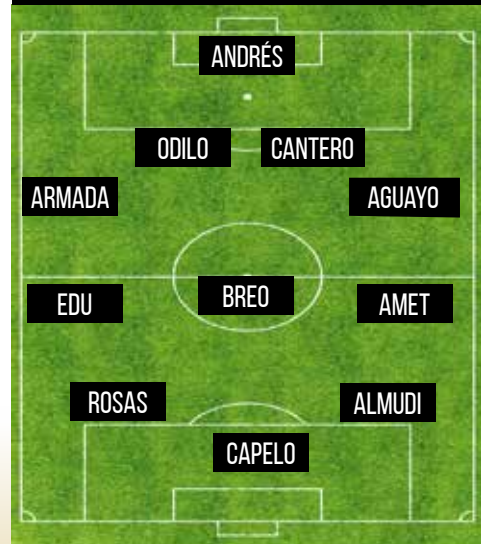 ANDRÉS
ODILO CANTERO
ARMADA AGUAYO
EDU BREO AMET
ROSAS ALMUDI
CAPELO